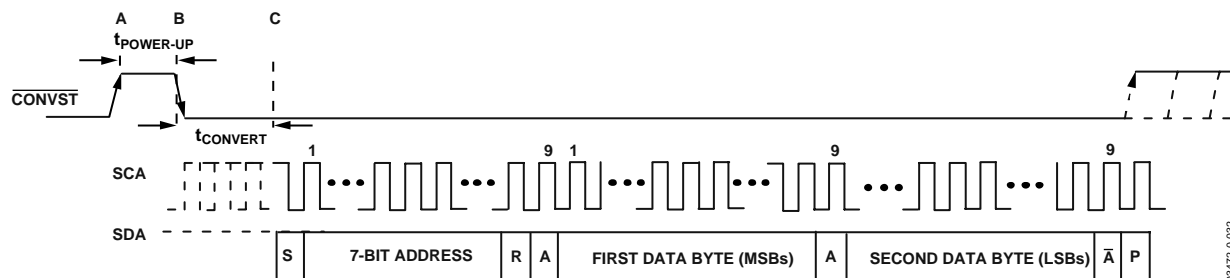 A B C
tPOWER-UP
CONVST
tCONVERT
1 9 1 9 9
SCA
SDA
S 7-BIT ADDRESS R A FIRST DATA BYTE (MSBs) A SECOND DATA BYTE (LSBs) A P